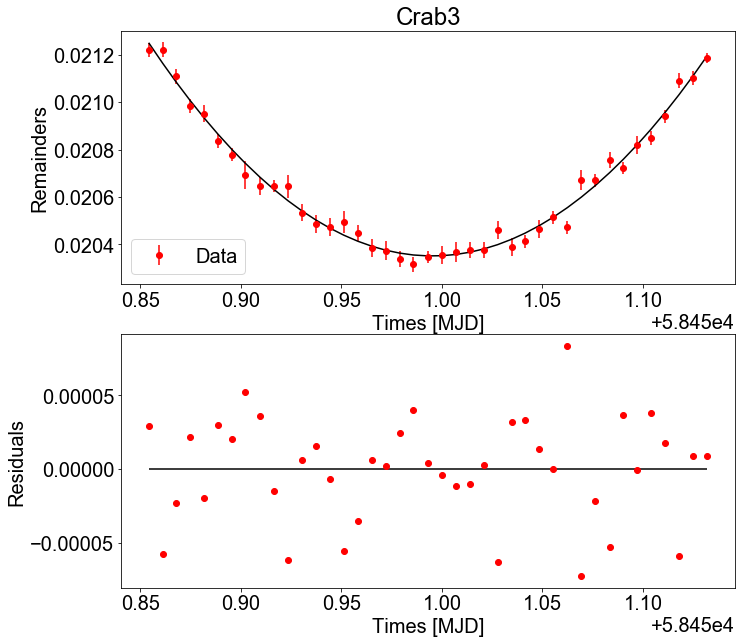 Crab3
Remainders
0.0212
0.0210
0.0208
0.0206
0.0204
Data
0.85 0.90 0.95 1.00 1.05 1.10
Times [MJD]
+5.845e4
Residuals
0.00005
0.00000
−0.00005
0.85 0.90 0.95 1.00 1.05 1.10
Times [MJD]
+5.845e4